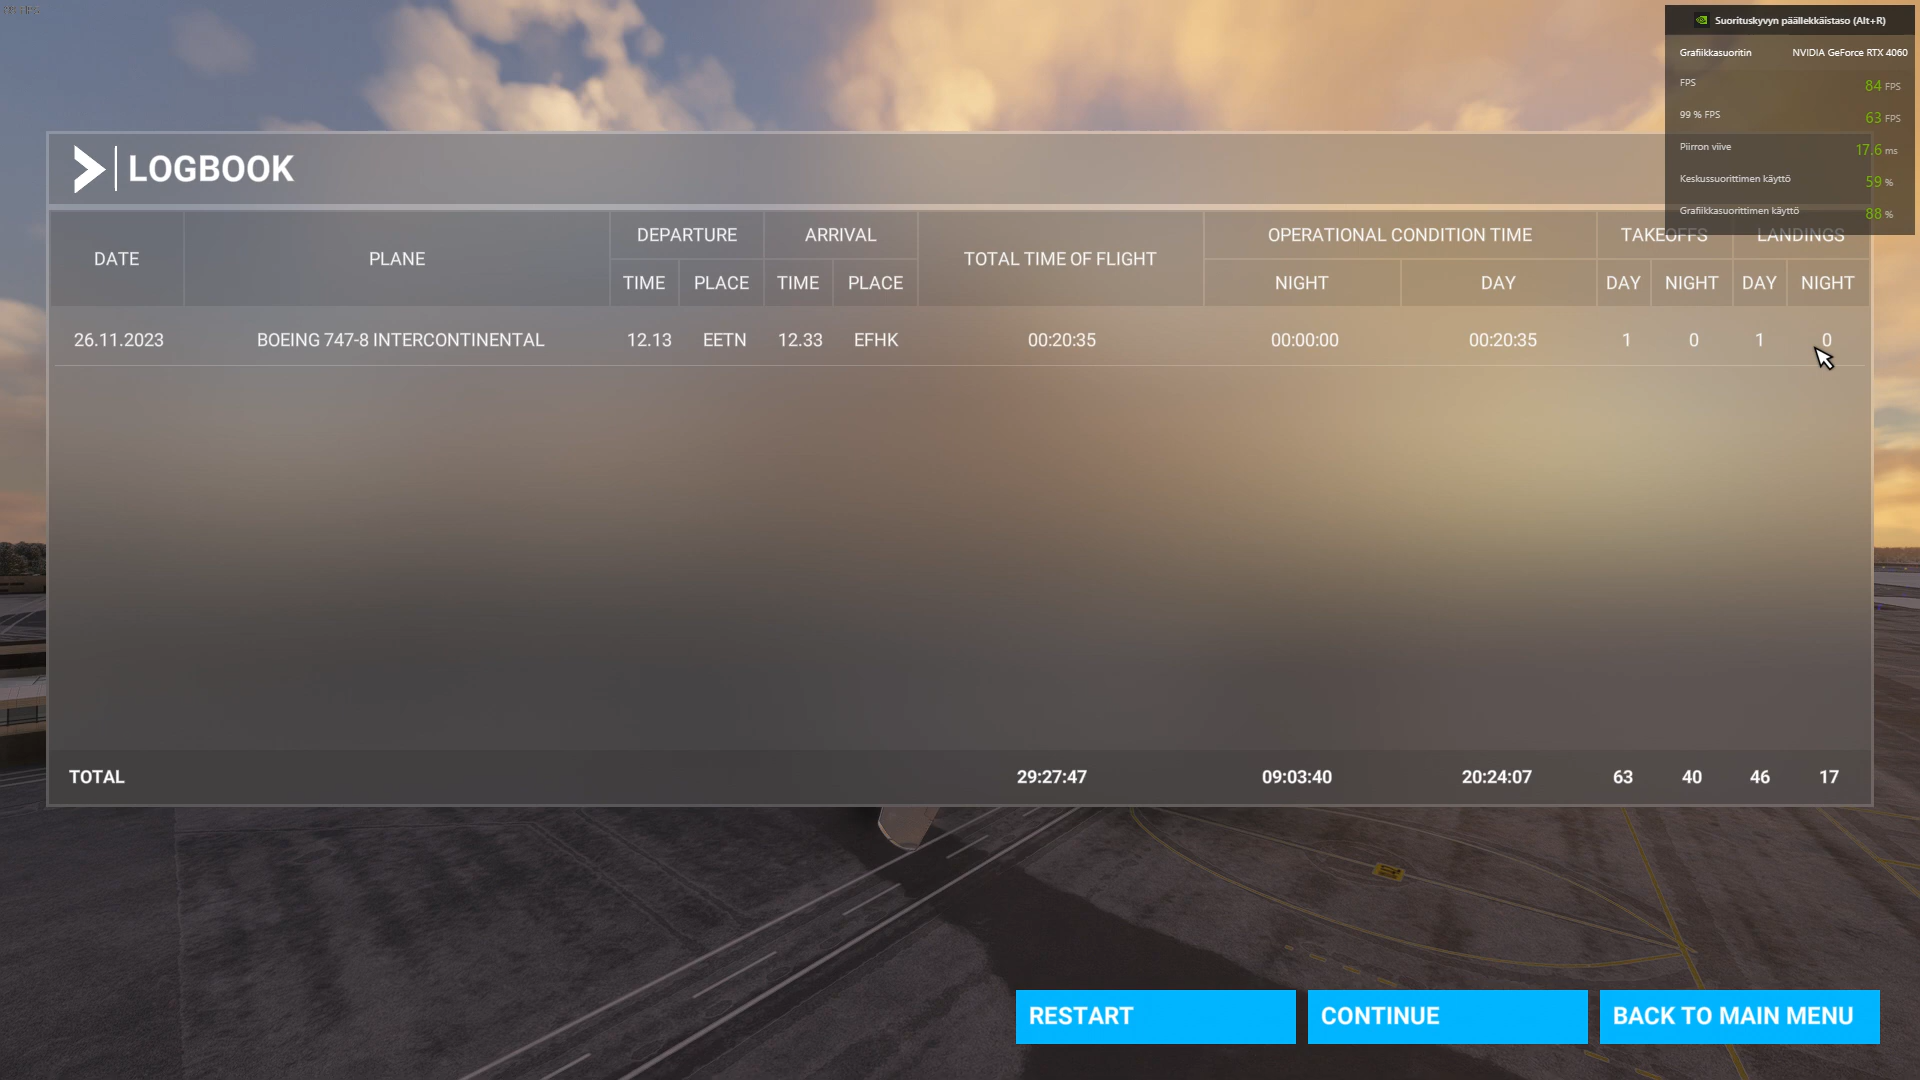 Suorituskyvyn päällekkäistaso (Alt+R)
Grafiikkasuoritin NVIDIA GeForce RTX 4060
FPS 84 FPS
99 % FPS 63 FPS
Piirron viive 17.6 ms
Keskussuorittimen käyttö 59 %
Grafiikkasuorittimen käyttö 88 %
LOGBOOK
DATE PLANE DEPARTURE ARRIVAL TOTAL TIME OF FLIGHT OPERATIONAL CONDITION TIME TAKEOFFS LANDINGS
TIME PLACE TIME PLACE NIGHT DAY DAY NIGHT DAY NIGHT
26.11.2023 BOEING 747-8 INTERCONTINENTAL 12.13 EETN 12.33 EFHK 00:20:35 00:00:00 00:20:35 1 0 1 0
TOTAL 29:27:47 09:03:40 20:24:07 63 40 46 17
RESTART CONTINUE BACK TO MAIN MENU